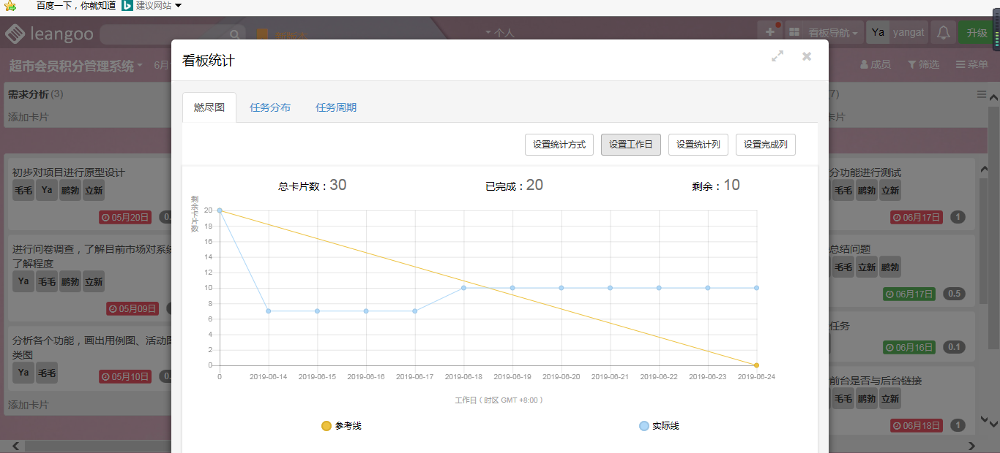 百度一下，你就知道 建议网站
leangoo 新版本 个人 看板导航 Ya yangat 升级
超市会员积分管理系统 6月 成员 筛选 菜单
需求分析 (3)
添加卡片
初步对项目进行原型设计
毛毛 Ya 鹏勃 立新
05月20日 0.
进行问卷调查，了解目前市场对系统
了解程度
Ya 毛毛 鹏勃 立新
05月09日
分析各个功能，画出用例图、活动图
类图
Ya 毛毛
05月10日 0.
添加卡片
看板统计
燃尽图 任务分布 任务周期
设置统计方式 设置工作日 设置统计列 设置完成列
总卡片数：30 已完成：20 剩余：10
剩余卡片数
20
18
16
14
12
10
8
6
4
2
0
0 2019-06-14 2019-06-15 2019-06-16 2019-06-17 2019-06-18 2019-06-19 2019-06-20 2019-06-21 2019-06-22 2019-06-23 2019-06-24
工作日 ( 时区 GMT +8:00 )
参考线 实际线
7)
卡片
分功能进行测试
毛毛 鹏勃 立新
06月17日 1
总结问题
毛毛 立新 鹏勃
06月17日 0.5
任务
06月16日 0.1
前台是否与后台链接
毛毛 鹏勃 立新
06月18日 1